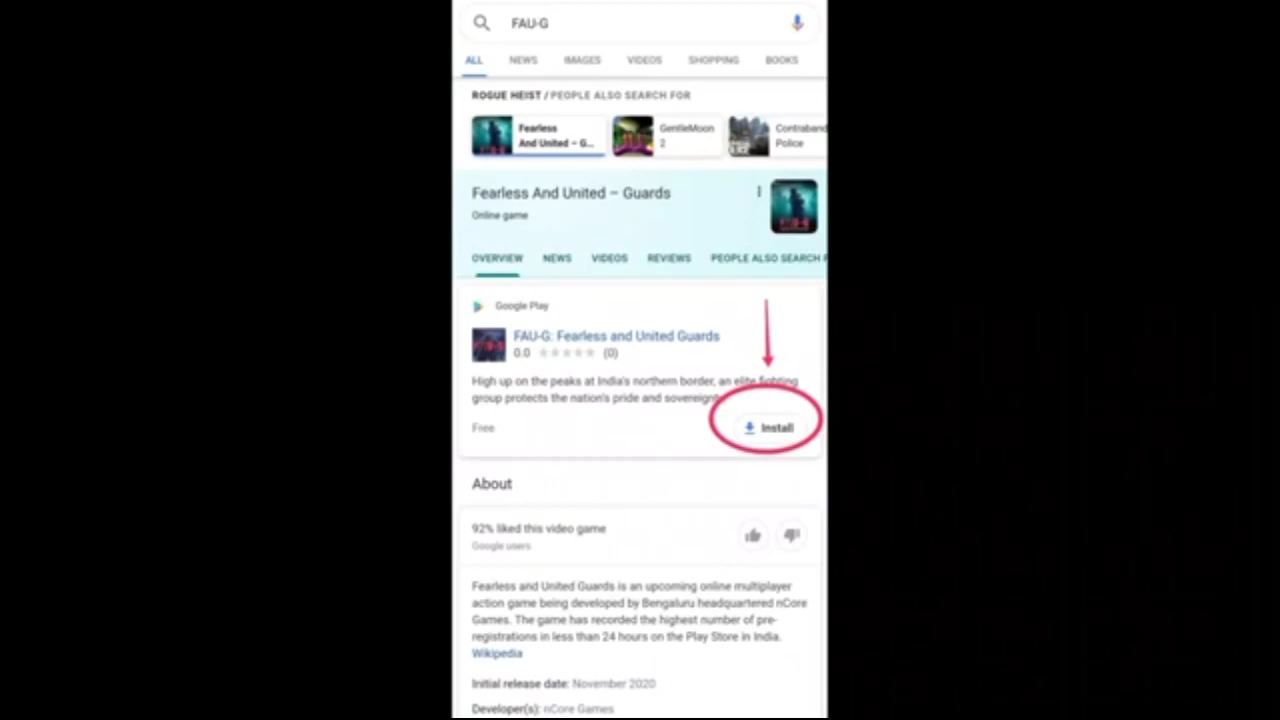 FAU-G
ALL NEWS IMAGES VIDEOS SHOPPING BOOKS
ROGUE HEIST / PEOPLE ALSO SEARCH FOR
Fearless
And United – G...
GentleMoon
2
Contraband
Police
Fearless And United – Guards
Online game
OVERVIEW NEWS VIDEOS REVIEWS PEOPLE ALSO SEARCH F
Google Play
FAU-G: Fearless and United Guards
0.0 (0)
High up on the peaks at India's northern border, an elite fighting
group protects the nation's pride and sovereignt
Free
Install
About
92% liked this video game
Google users
Fearless and United Guards is an upcoming online multiplayer
action game being developed by Bengaluru headquartered nCore
Games. The game has recorded the highest number of pre-
registrations in less than 24 hours on the Play Store in India.
Wikipedia
Initial release date: November 2020
Developer(s): nCore Games